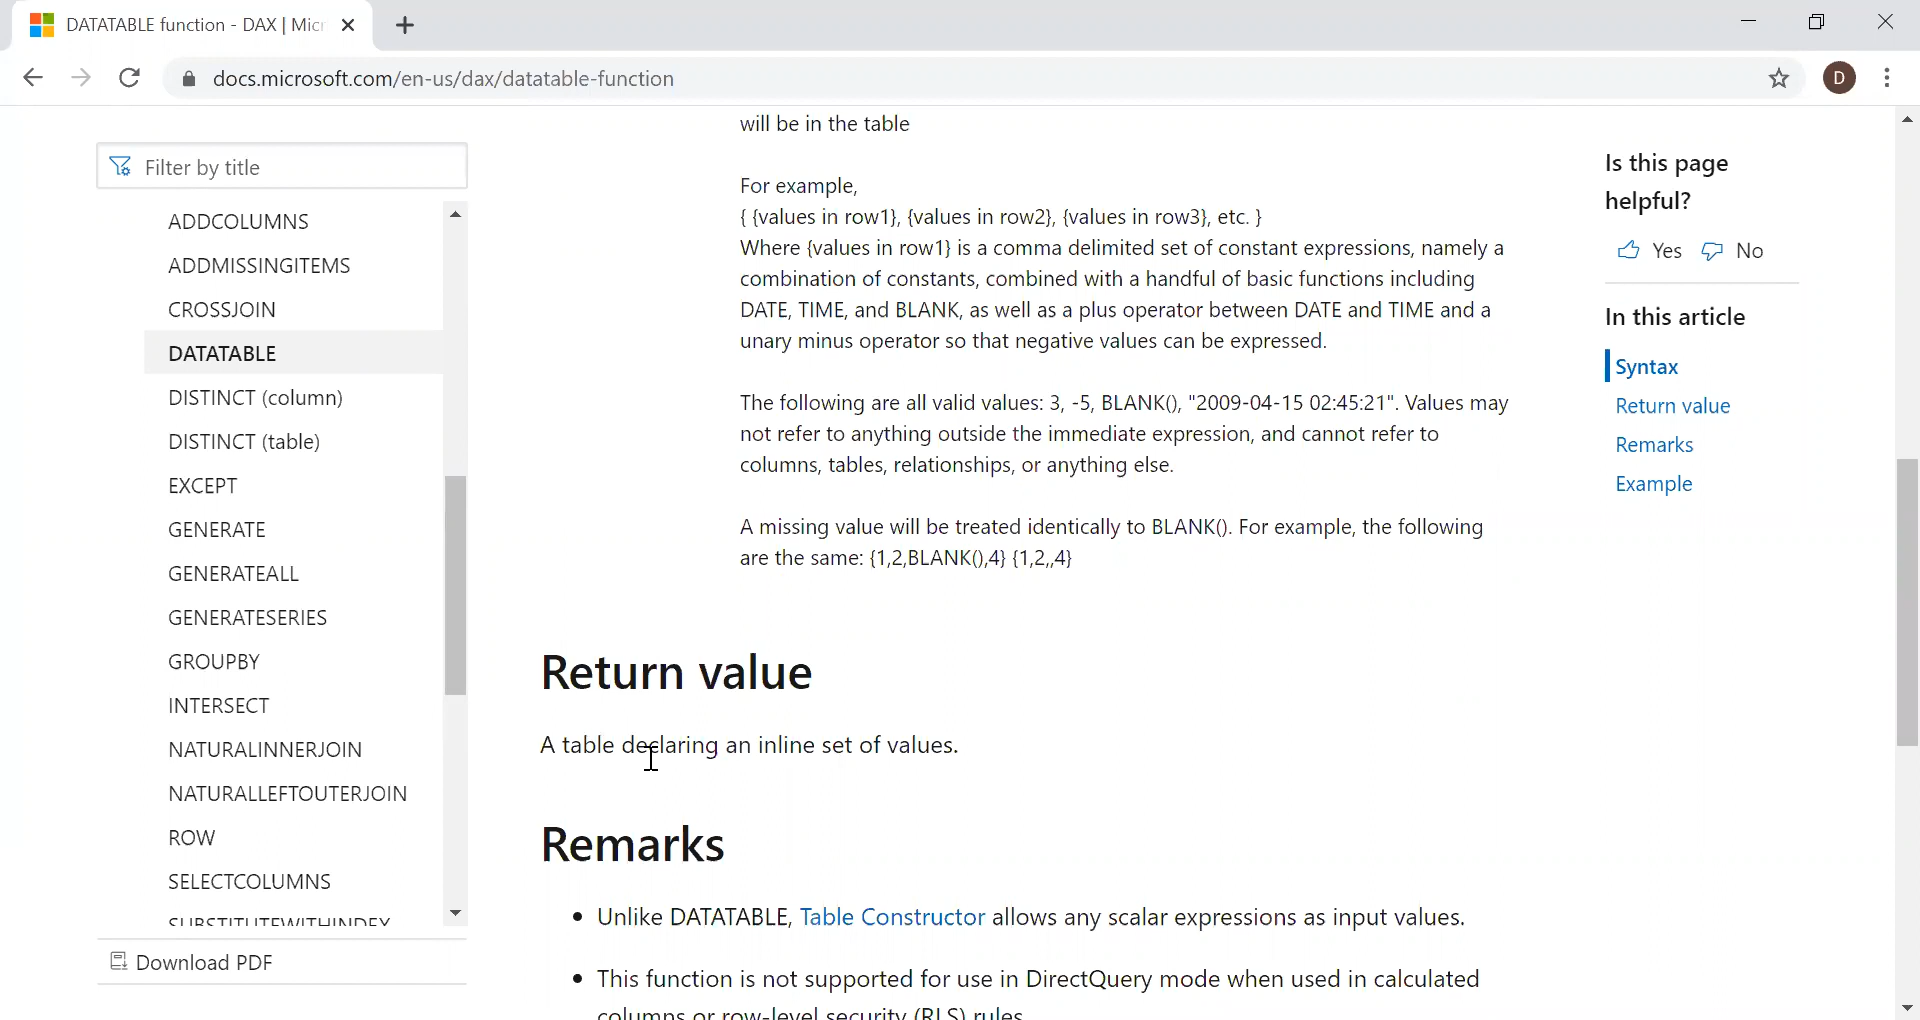 DATATABLE function - DAX | Micr
docs.microsoft.com/en-us/dax/datatable-function
D
Filter by title
ADDCOLUMNS
ADDMISSINGITEMS
CROSSJOIN
DATATABLE
DISTINCT (column)
DISTINCT (table)
EXCEPT
GENERATE
GENERATEALL
GENERATESERIES
GROUPBY
INTERSECT
NATURALINNERJOIN
NATURALLEFTOUTERJOIN
ROW
SELECTCOLUMNS
SUBSTITUTEWITHINDEX
Download PDF
will be in the table
For example,
{ {values in row1}, {values in row2}, {values in row3}, etc. }
Where {values in row1} is a comma delimited set of constant expressions, namely a
combination of constants, combined with a handful of basic functions including
DATE, TIME, and BLANK, as well as a plus operator between DATE and TIME and a
unary minus operator so that negative values can be expressed.
The following are all valid values: 3, -5, BLANK(), "2009-04-15 02:45:21". Values may
not refer to anything outside the immediate expression, and cannot refer to
columns, tables, relationships, or anything else.
A missing value will be treated identically to BLANK(). For example, the following
are the same: {1,2,BLANK(),4} {1,2,,4}
Return value
A table declaring an inline set of values.
Remarks
• Unlike DATATABLE, Table Constructor allows any scalar expressions as input values.
• This function is not supported for use in DirectQuery mode when used in calculated
columns or row-level security (RLS) rules
Is this page
helpful?
Yes No
In this article
Syntax
Return value
Remarks
Example